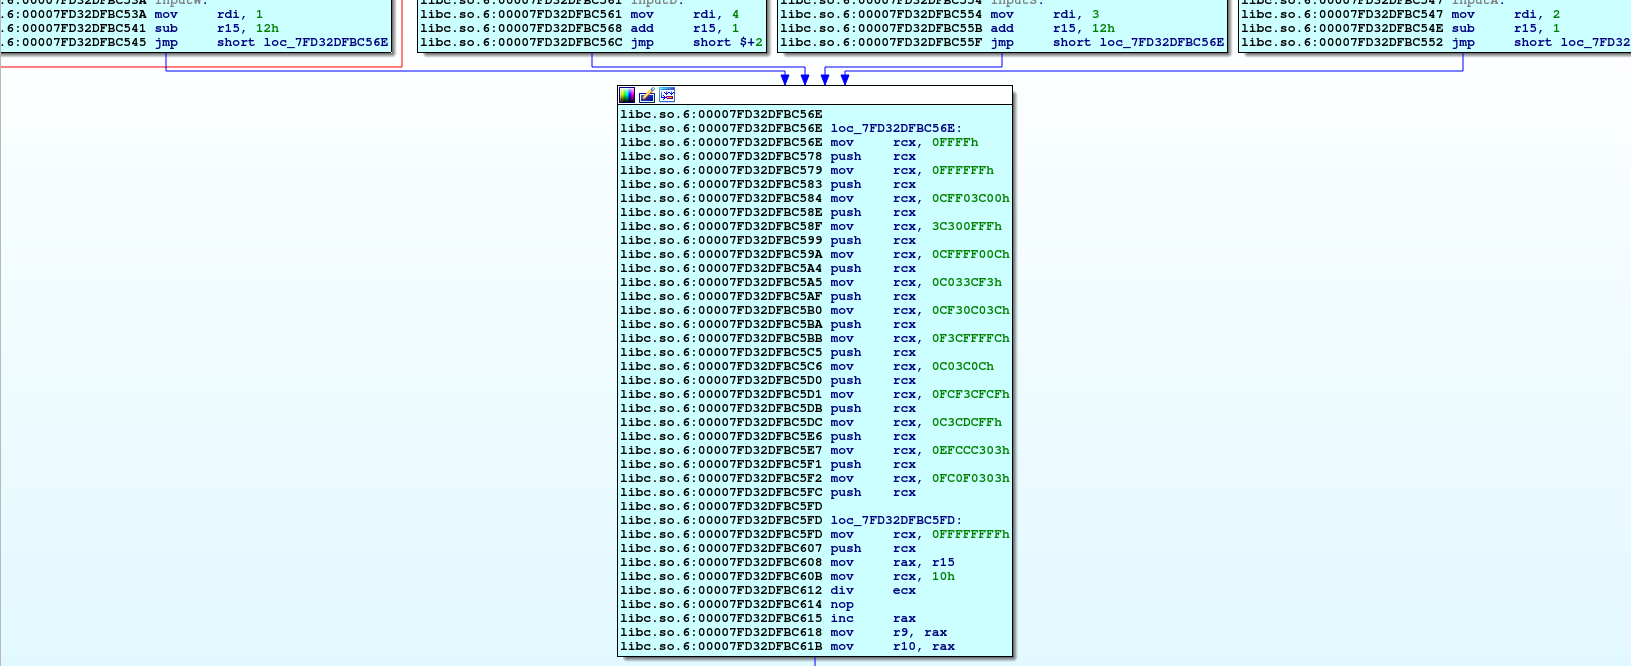 libc.so.6:00007FD32DFBC561 mov rdi, 4
.6:00007FD32DFBC53A mov rdi, 1
.6:00007FD32DFBC541 sub r15, 12h
.6:00007FD32DFBC545 jmp short loc_7FD32DFBC56E
libc.so.6:00007FD32DFBC568 add r15, 1
libc.so.6:00007FD32DFBC56C jmp short $+2
libc.so.6:00007FD32DFBC554 mov rdi, 3
libc.so.6:00007FD32DFBC55B add r15, 12h
libc.so.6:00007FD32DFBC55F jmp short loc_7FD32DFBC56E
libc.so.6:00007FD32DFBC547 mov rdi, 2
libc.so.6:00007FD32DFBC54E sub r15, 1
libc.so.6:00007FD32DFBC552 jmp short loc_7FD32
libc.so.6:00007FD32DFBC56E
libc.so.6:00007FD32DFBC56E loc_7FD32DFBC56E:
libc.so.6:00007FD32DFBC56E mov rcx, 0FFFFh
libc.so.6:00007FD32DFBC578 push rcx
libc.so.6:00007FD32DFBC579 mov rcx, 0FFFFFFh
libc.so.6:00007FD32DFBC583 push rcx
libc.so.6:00007FD32DFBC584 mov rcx, 0CFF03C00h
libc.so.6:00007FD32DFBC58E push rcx
libc.so.6:00007FD32DFBC58F mov rcx, 3C300FFFh
libc.so.6:00007FD32DFBC599 push rcx
libc.so.6:00007FD32DFBC59A mov rcx, 0CFFFF00Ch
libc.so.6:00007FD32DFBC5A4 push rcx
libc.so.6:00007FD32DFBC5A5 mov rcx, 0C033CF3h
libc.so.6:00007FD32DFBC5AF push rcx
libc.so.6:00007FD32DFBC5B0 mov rcx, 0CF30C03Ch
libc.so.6:00007FD32DFBC5BA push rcx
libc.so.6:00007FD32DFBC5BB mov rcx, 0F3CFFFFCh
libc.so.6:00007FD32DFBC5C5 push rcx
libc.so.6:00007FD32DFBC5C6 mov rcx, 0C03C0Ch
libc.so.6:00007FD32DFBC5D0 push rcx
libc.so.6:00007FD32DFBC5D1 mov rcx, 0FCF3CFCFh
libc.so.6:00007FD32DFBC5DB push rcx
libc.so.6:00007FD32DFBC5DC mov rcx, 0C3CDCFFh
libc.so.6:00007FD32DFBC5E6 push rcx
libc.so.6:00007FD32DFBC5E7 mov rcx, 0EFCCC303h
libc.so.6:00007FD32DFBC5F1 push rcx
libc.so.6:00007FD32DFBC5F2 mov rcx, 0FC0F0303h
libc.so.6:00007FD32DFBC5FC push rcx
libc.so.6:00007FD32DFBC5FD
libc.so.6:00007FD32DFBC5FD loc_7FD32DFBC5FD:
libc.so.6:00007FD32DFBC5FD mov rcx, 0FFFFFFFFh
libc.so.6:00007FD32DFBC607 push rcx
libc.so.6:00007FD32DFBC608 mov rax, r15
libc.so.6:00007FD32DFBC60B mov rcx, 10h
libc.so.6:00007FD32DFBC612 div ecx
libc.so.6:00007FD32DFBC614 nop
libc.so.6:00007FD32DFBC615 inc rax
libc.so.6:00007FD32DFBC618 mov r9, rax
libc.so.6:00007FD32DFBC61B mov r10, rax